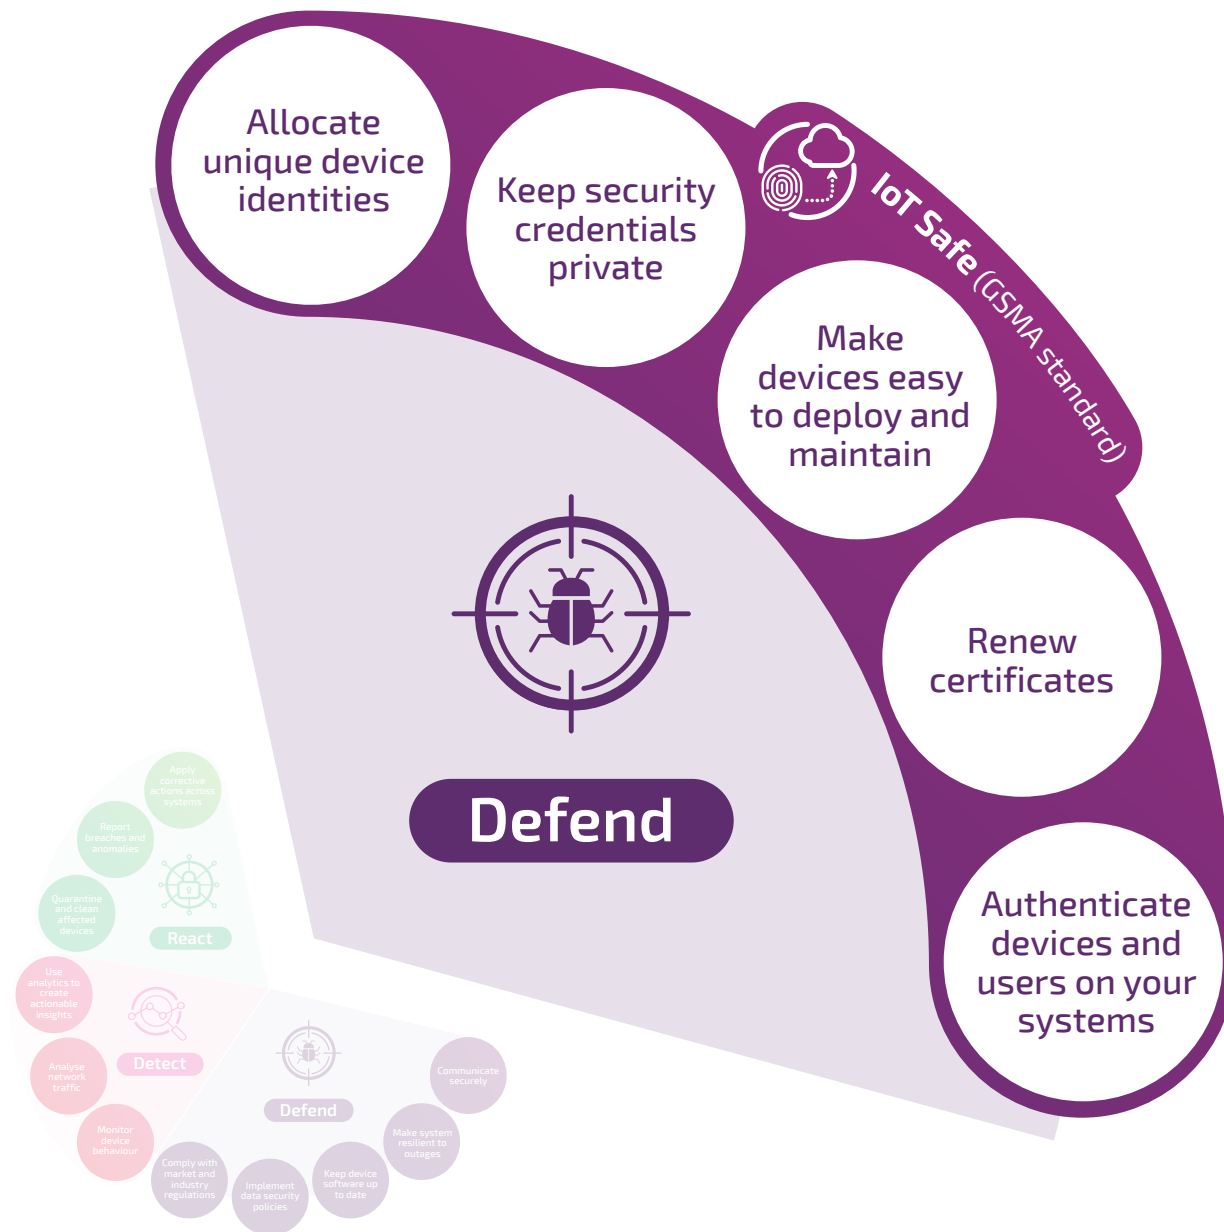 Allocate
unique device
identities
Keep security
credentials
private
IoT Safe (GSMA standard)
Make
devices easy
to deploy and
maintain
Renew
certificates
Authenticate
devices and
users on your
systems
Defend
Apply
corrective
actions across
systems
Report
breaches and
anomalies
Quarantine
and clean
affected
devices
React
Use
analytics to
create
actionable
insights
Analyse
network
traffic
Monitor
device
behaviour
Detect
Defend
Comply with
market and
industry
regulations
Implement
data security
policies
Keep device
software up
to date
Make system
resilient to
outages
Communicate
securely